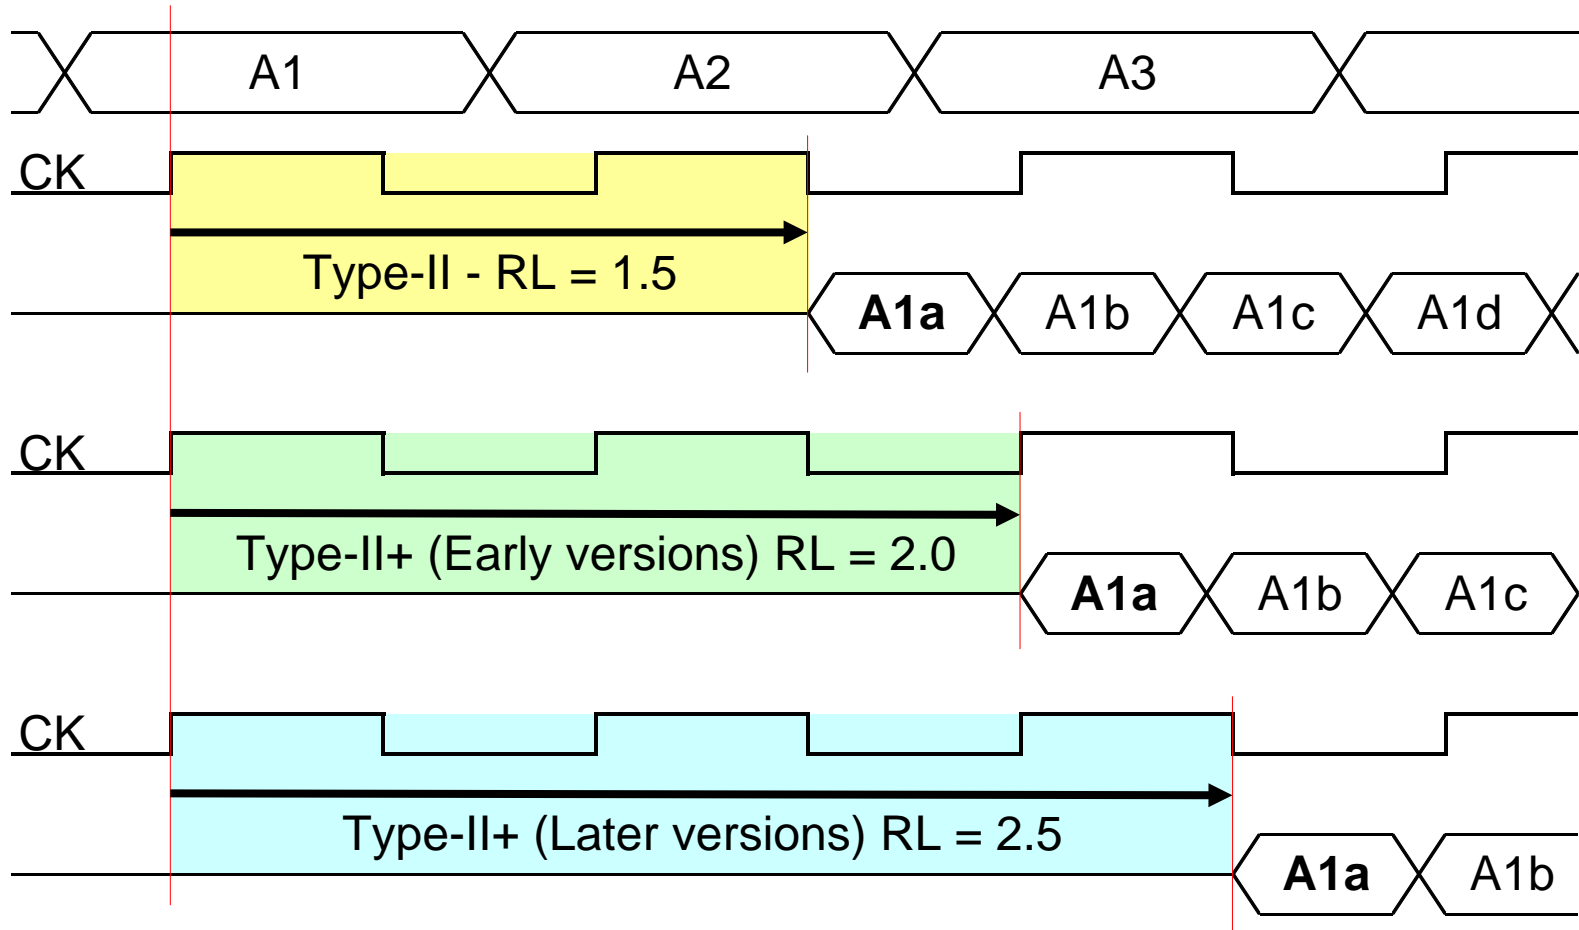 A1 A2 A3
CK
Type-II - RL = 1.5
A1a A1b A1c A1d
CK
Type-II+ (Early versions) RL = 2.0
A1a A1b A1c
CK
Type-II+ (Later versions) RL = 2.5
A1a A1b